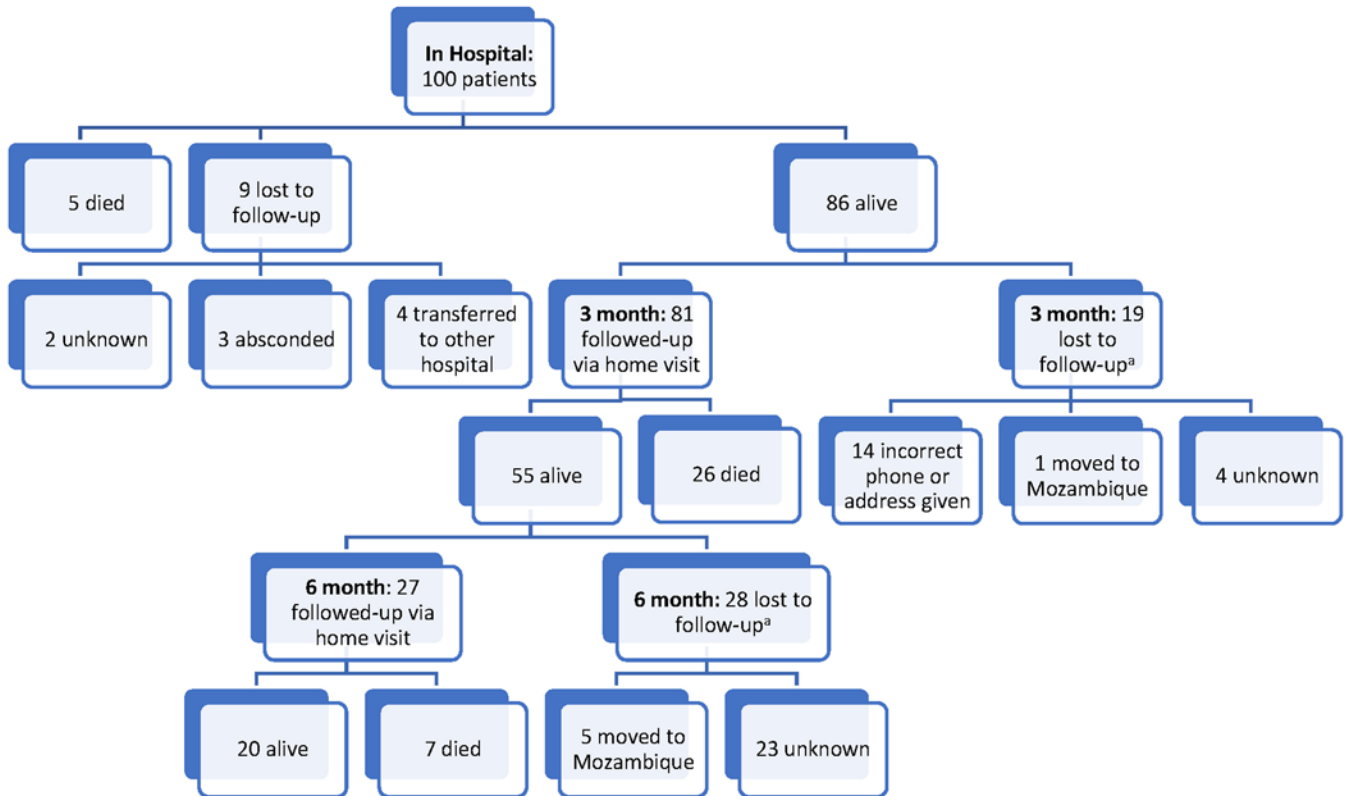 In Hospital:
100 patients
5 died
9 lost to
follow-up
86 alive
2 unknown
3 absconded
4 transferred
to other
hospital
3 month: 81
followed-up
via home visit
3 month: 19
lost to
follow-upᵃ
55 alive
26 died
14 incorrect
phone or
address given
1 moved to
Mozambique
4 unknown
6 month: 27
followed-up via
home visit
6 month: 28 lost to
follow-upᵃ
20 alive
7 died
5 moved to
Mozambique
23 unknown